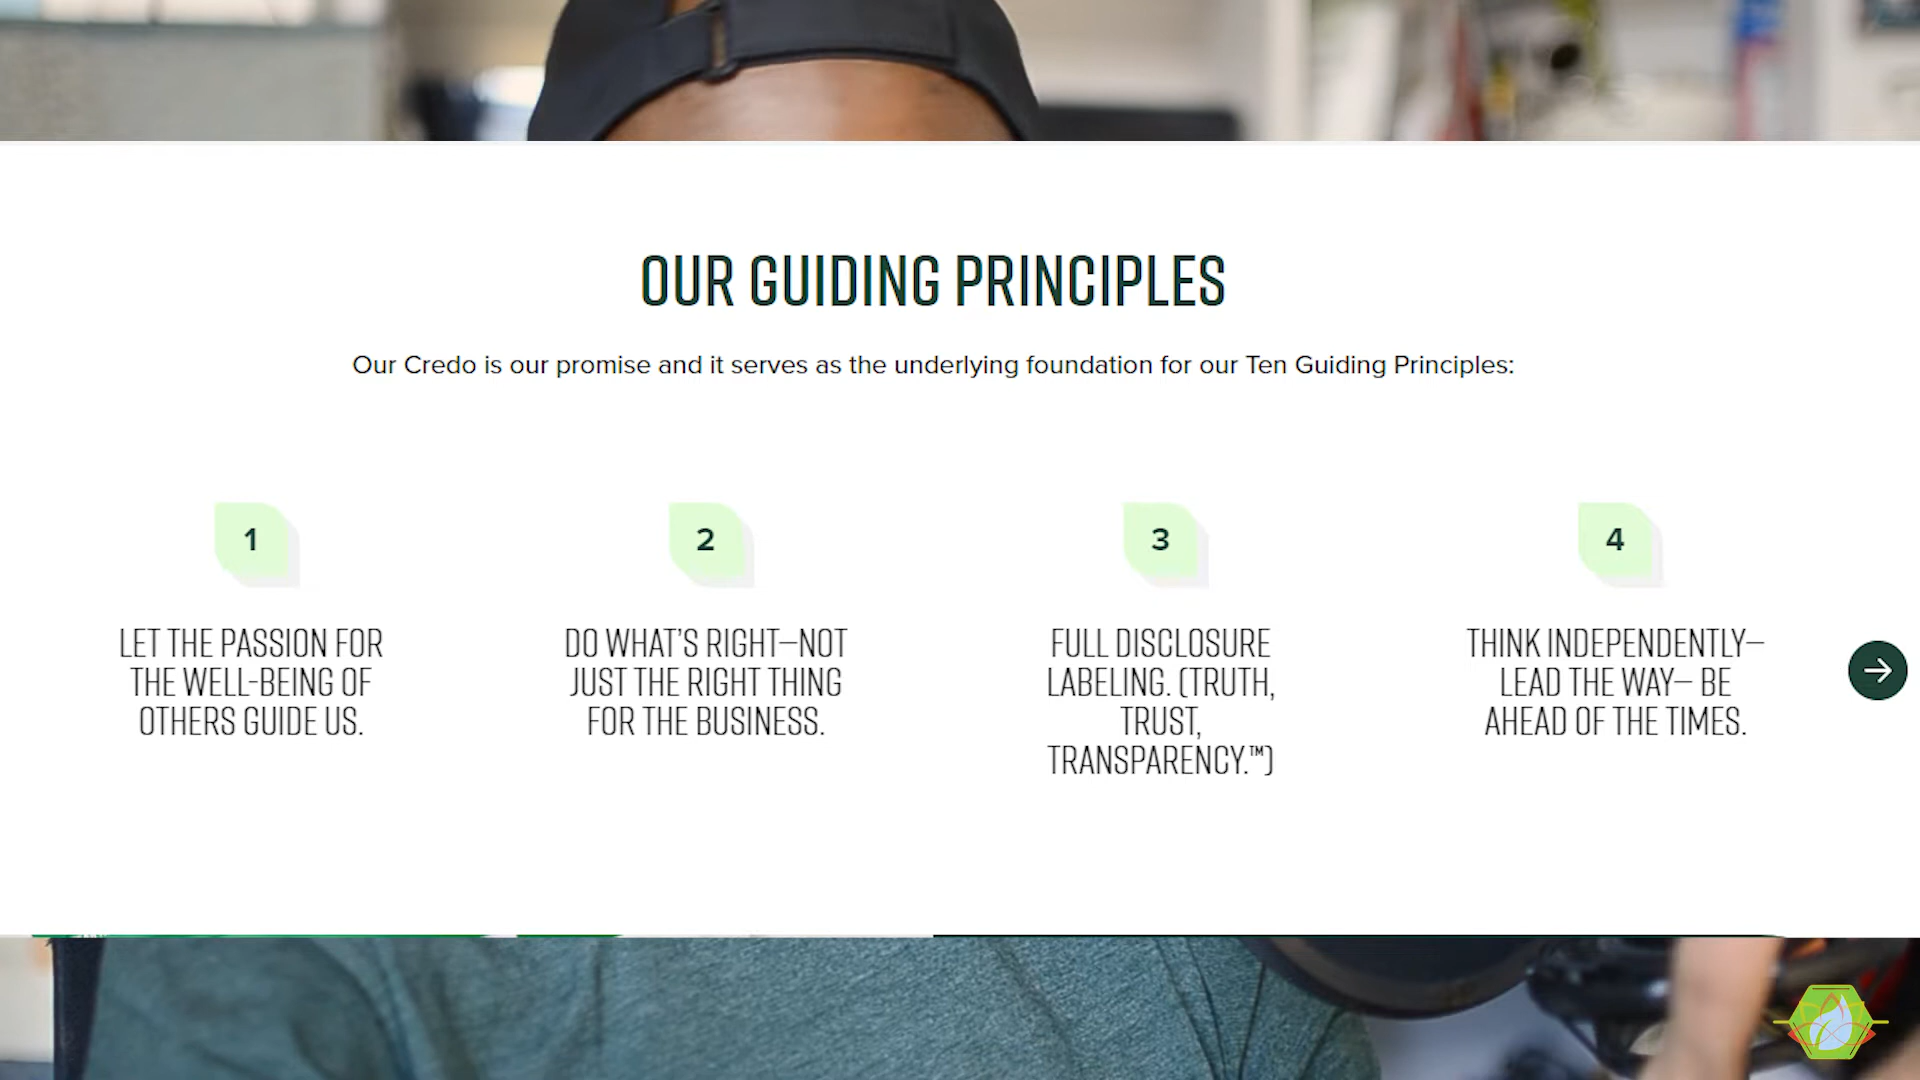 OUR GUIDING PRINCIPLES
Our Credo is our promise and it serves as the underlying foundation for our Ten Guiding Principles:
1
LET THE PASSION FOR
THE WELL-BEING OF
OTHERS GUIDE US.
2
DO WHAT'S RIGHT—NOT
JUST THE RIGHT THING
FOR THE BUSINESS.
3
FULL DISCLOSURE
LABELING. (TRUTH,
TRUST,
TRANSPARENCY.™)
4
THINK INDEPENDENTLY—
LEAD THE WAY— BE
AHEAD OF THE TIMES.